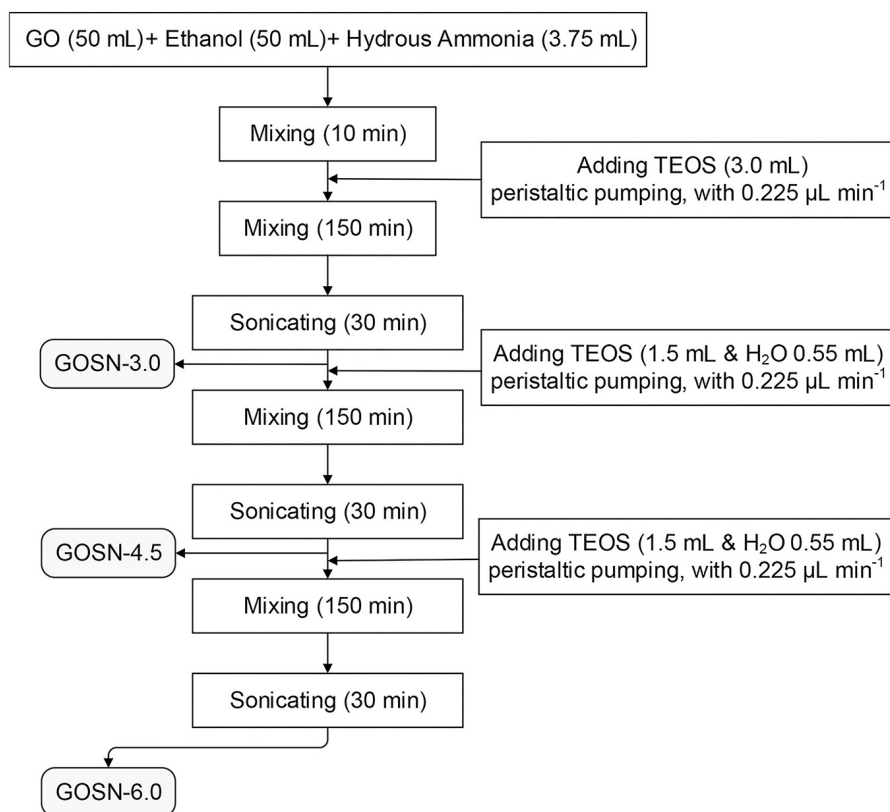 GO (50 mL)+ Ethanol (50 mL)+ Hydrous Ammonia (3.75 mL)
Mixing (10 min)
Adding TEOS (3.0 mL)
peristaltic pumping, with 0.225 µL min⁻¹
Mixing (150 min)
Sonicating (30 min)
GOSN-3.0
Adding TEOS (1.5 mL & H₂O 0.55 mL)
peristaltic pumping, with 0.225 µL min⁻¹
Mixing (150 min)
Sonicating (30 min)
GOSN-4.5
Adding TEOS (1.5 mL & H₂O 0.55 mL)
peristaltic pumping, with 0.225 µL min⁻¹
Mixing (150 min)
Sonicating (30 min)
GOSN-6.0